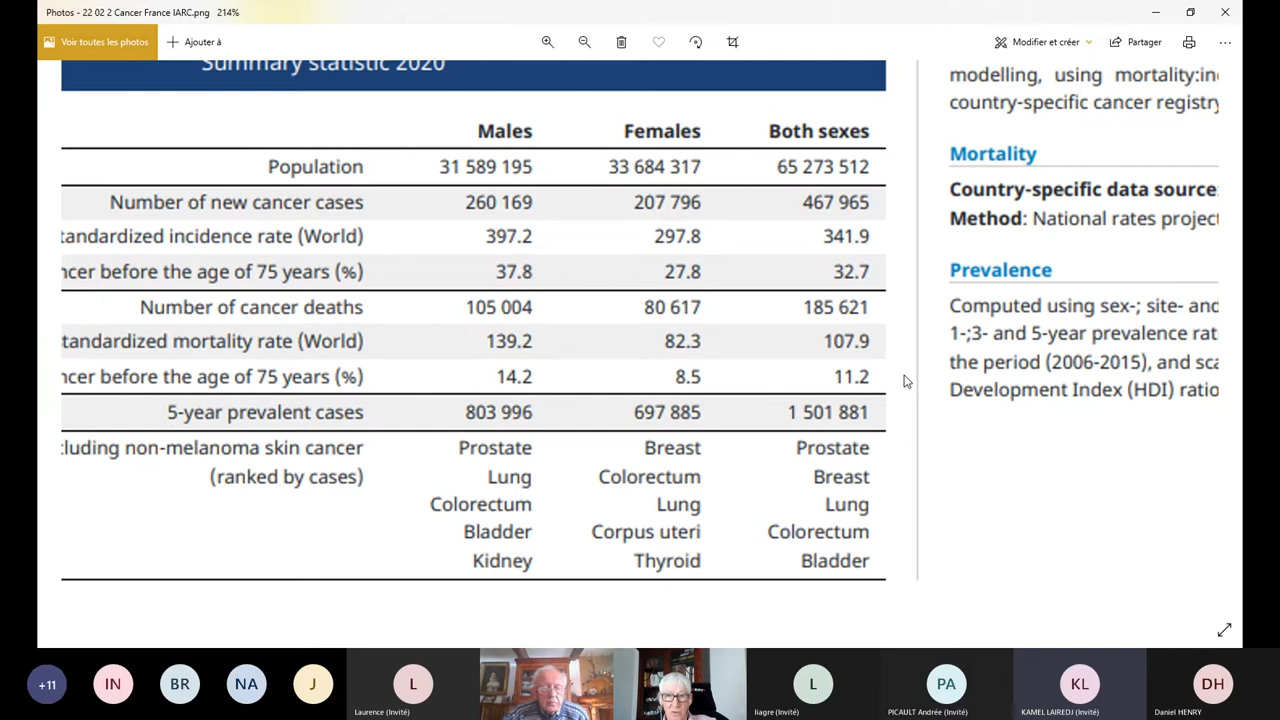 Photos - 22 02 2 Cancer France IARC.png 214%
Voir toutes les photos
Ajouter à
Modifier et créer
Partager
Summary statistic 2020
Males Females Both sexes
Population 31 589 195 33 684 317 65 273 512
Number of new cancer cases 260 169 207 796 467 965
tandardized incidence rate (World) 397.2 297.8 341.9
ncer before the age of 75 years (%) 37.8 27.8 32.7
Number of cancer deaths 105 004 80 617 185 621
tandardized mortality rate (World) 139.2 82.3 107.9
ncer before the age of 75 years (%) 14.2 8.5 11.2
5-year prevalent cases 803 996 697 885 1 501 881
cluding non-melanoma skin cancer Prostate Breast Prostate
(ranked by cases) Lung Colorectum Breast
Colorectum Lung Lung
Bladder Corpus uteri Colorectum
Kidney Thyroid Bladder
modelling, using mortality:in
country-specific cancer registry
Mortality
Country-specific data source:
Method: National rates project
Prevalence
Computed using sex-; site- and
1-;3- and 5-year prevalence rat
the period (2006-2015), and sca
Development Index (HDI) ratio
+11
IN
BR
NA
J
L
Laurence (Invité)
L
liagre (Invité)
PA
PICAULT Andrée (Invité)
KL
KAMEL LAIREDJ (Invité)
DH
Daniel HENRY